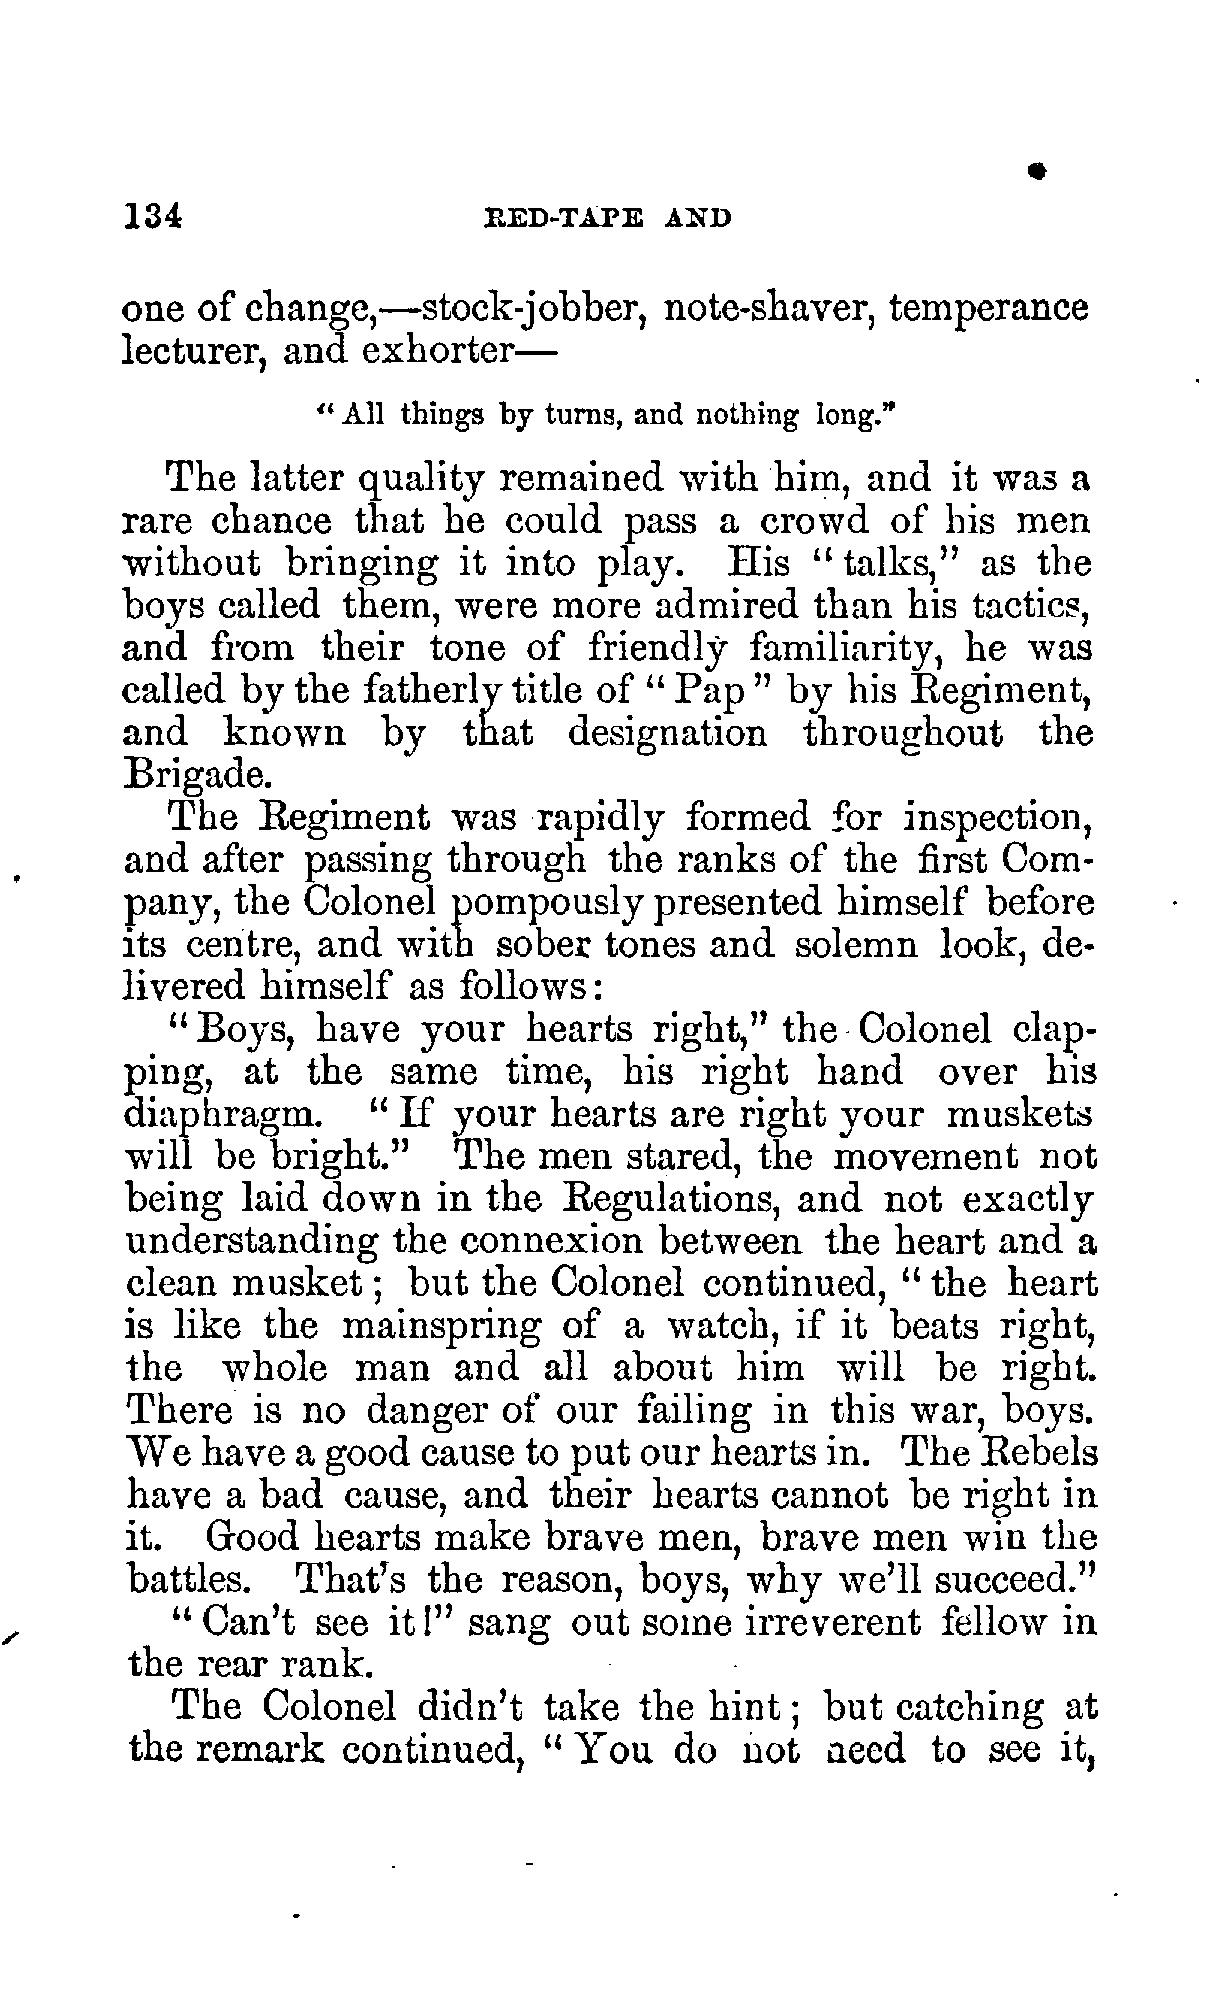 134 RED-TAPE AND
one of change,—stock-jobber, note-shaver, temperance
lecturer, and exhorter—
"All things by turns, and nothing long."
The latter quality remained with him, and it was a
rare chance that he could pass a crowd of his men
without bringing it into play. His "talks," as the
boys called them, were more admired than his tactics,
and from their tone of friendly familiarity, he was
called by the fatherly title of "Pap" by his Regiment,
and known by that designation throughout the
Brigade.
The Regiment was rapidly formed for inspection,
and after passing through the ranks of the first Com-
pany, the Colonel pompously presented himself before
its centre, and with sober tones and solemn look, de-
livered himself as follows:
"Boys, have your hearts right," the Colonel clap-
ping, at the same time, his right hand over his
diaphragm. "If your hearts are right your muskets
will be bright." The men stared, the movement not
being laid down in the Regulations, and not exactly
understanding the connexion between the heart and a
clean musket; but the Colonel continued, "the heart
is like the mainspring of a watch, if it beats right,
the whole man and all about him will be right.
There is no danger of our failing in this war, boys.
We have a good cause to put our hearts in. The Rebels
have a bad cause, and their hearts cannot be right in
it. Good hearts make brave men, brave men win the
battles. That's the reason, boys, why we'll succeed."
"Can't see it!" sang out some irreverent fellow in
the rear rank.
The Colonel didn't take the hint; but catching at
the remark continued, "You do not need to see it,